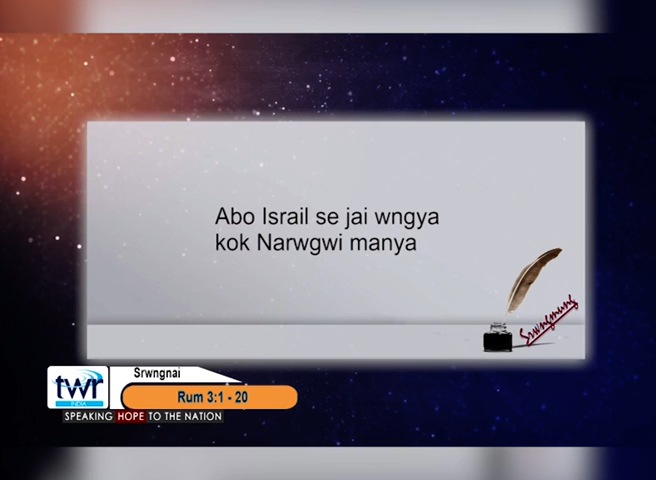 Abo Israil se jai wngya
kok Narwgwi manya
Srwngmung
Srwngnai
twr
INDIA
Rum 3:1 - 20
SPEAKING HOPE TO THE NATION